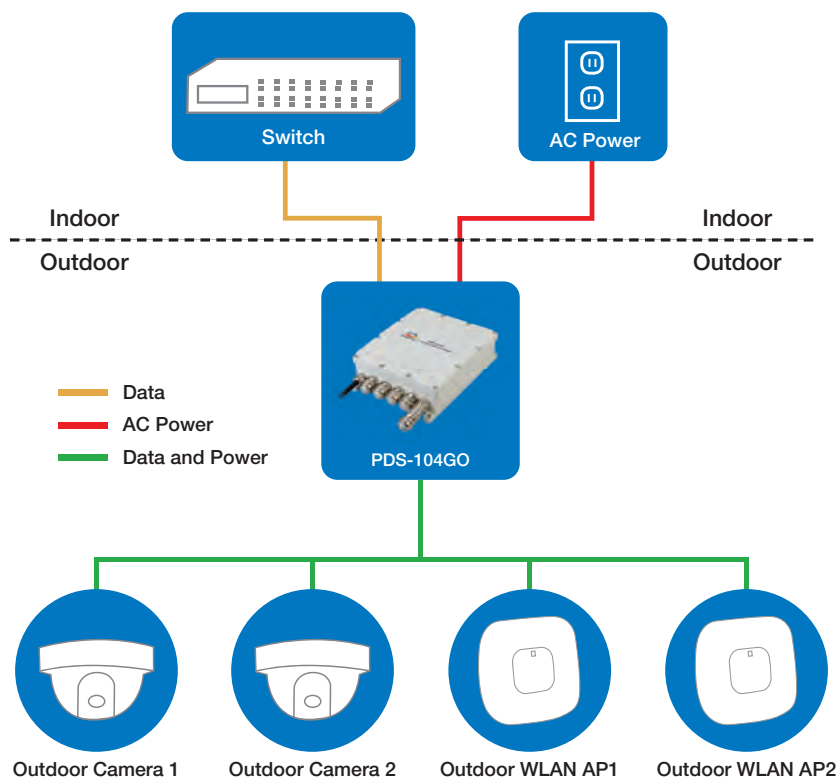 Switch
AC Power
Indoor
Indoor
Outdoor
Outdoor
Data
AC Power
Data and Power
PDS-104GO
Outdoor Camera 1
Outdoor Camera 2
Outdoor WLAN AP1
Outdoor WLAN AP2